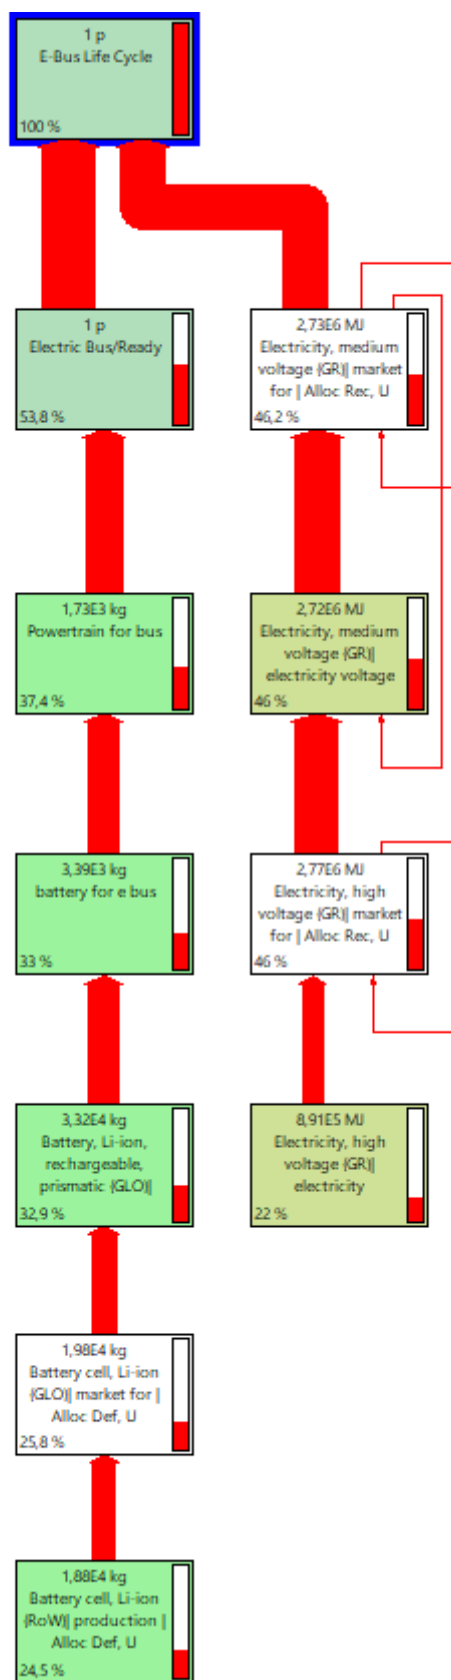 1 p
E-Bus Life Cycle
100 %
1 p
Electric Bus/Ready
53,8 %
2,73E6 MJ
Electricity, medium
voltage {GR}| market
for | Alloc Rec, U
46,2 %
1,73E3 kg
Powertrain for bus
37,4 %
2,72E6 MJ
Electricity, medium
voltage {GR}|
electricity voltage
46 %
3,39E3 kg
battery for e bus
33 %
2,77E6 MJ
Electricity, high
voltage {GR}| market
for | Alloc Rec, U
46 %
3,32E4 kg
Battery, Li-ion,
rechargeable,
prismatic {GLO}|
32,9 %
8,91E5 MJ
Electricity, high
voltage {GR}|
electricity
22 %
1,98E4 kg
Battery cell, Li-ion
{GLO}| market for |
Alloc Def, U
25,8 %
1,88E4 kg
Battery cell, Li-ion
{RoW}| production |
Alloc Def, U
24,5 %